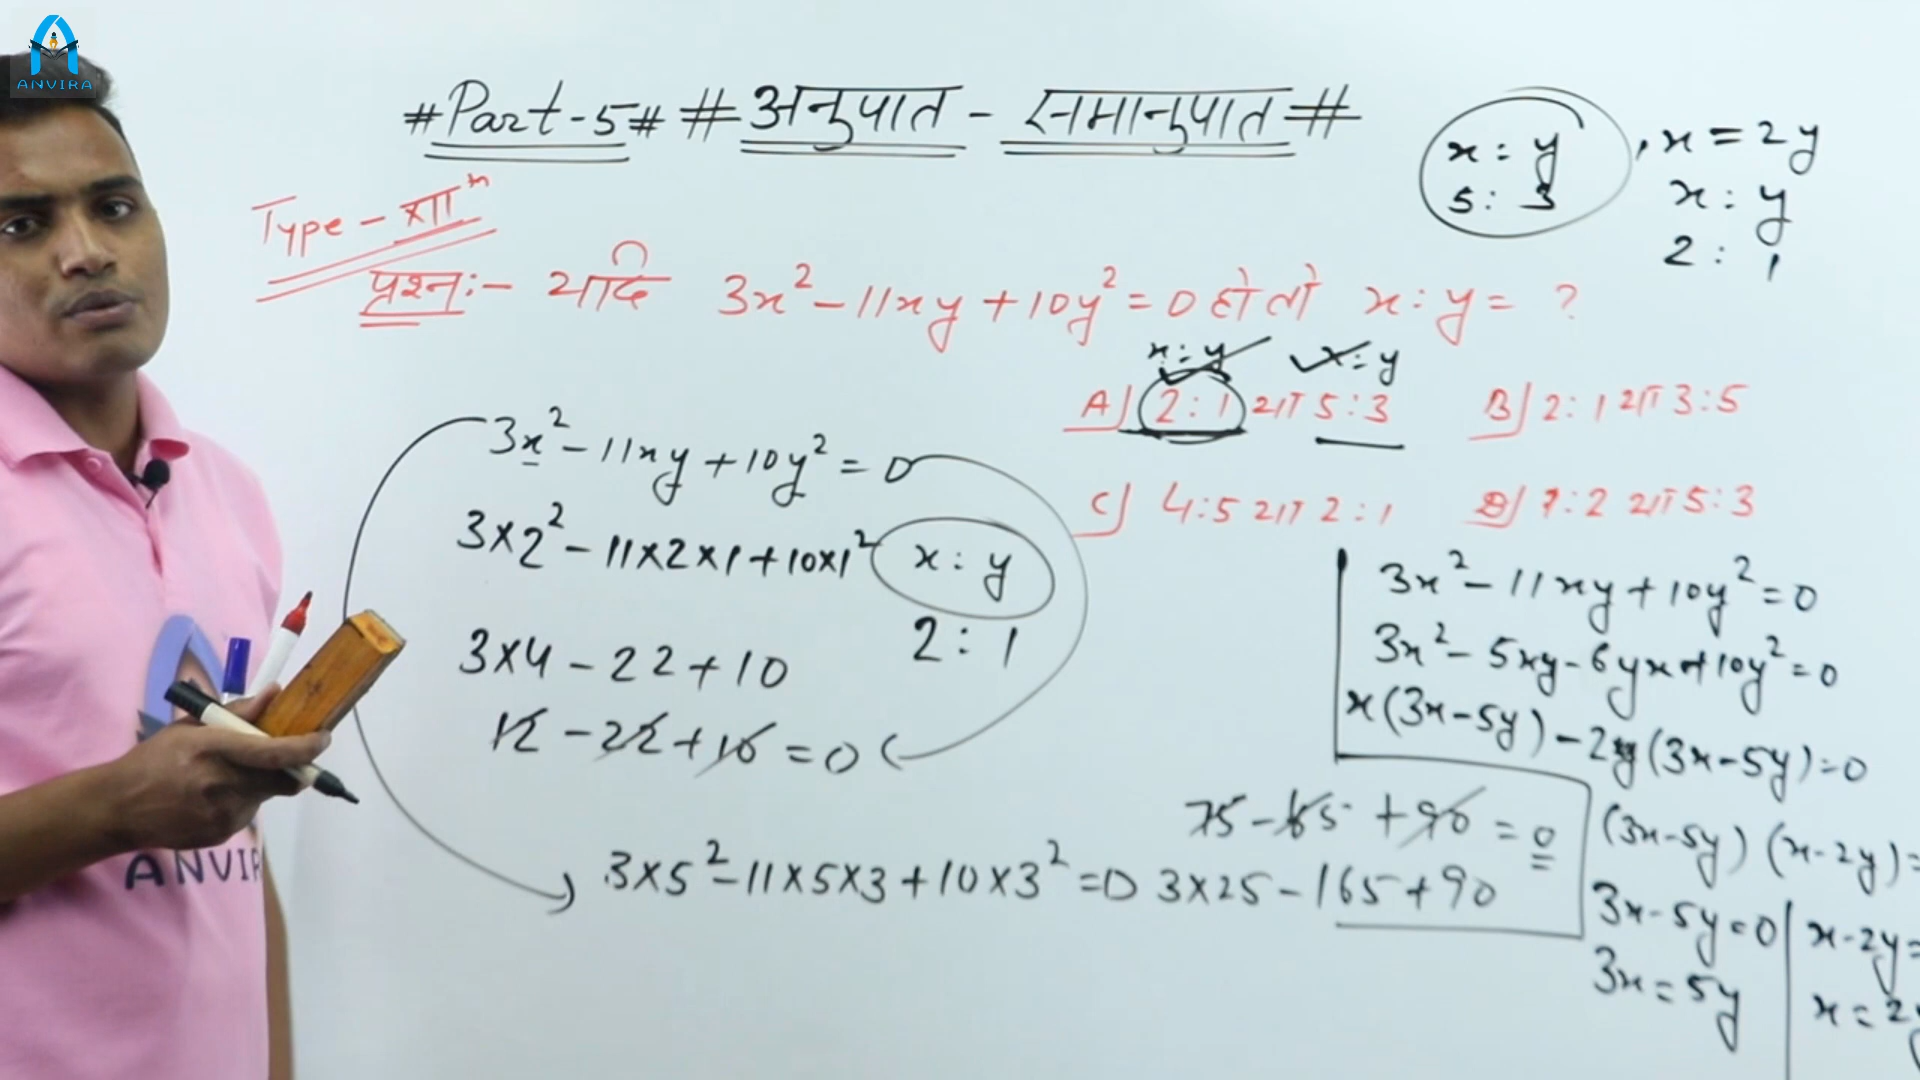 ANVIRA
#Part-5# #अनुपात - समानुपात#
x : y
5 : 3
, x = 2y
x : y
2 : 1
Type - XIIⁿ
प्रश्न:- यदि 3x² - 11xy + 10y² = 0 हो तो x : y = ?
x : y x : y
A) 2 : 1 या 5 : 3
B) 2 : 1 या 3 : 5
C) 4 : 5 या 2 : 1
D) 1 : 2 या 5 : 3
3x² - 11xy + 10y² = 0
3×2² - 11×2×1 + 10×1²
x : y
2 : 1
3×4 - 22 + 10
12 - 22 + 10 = 0
3×5² - 11×5×3 + 10×3² = 0 3×25 - 165 + 90
75 - 165 + 90 = 0
3x² - 11xy + 10y² = 0
3x² - 5xy - 6yx + 10y² = 0
x(3x - 5y) - 2y(3x - 5y) = 0
(3x - 5y) (x - 2y) =
3x - 5y = 0
3x = 5y
x - 2y =
x = 2y
ANVIR